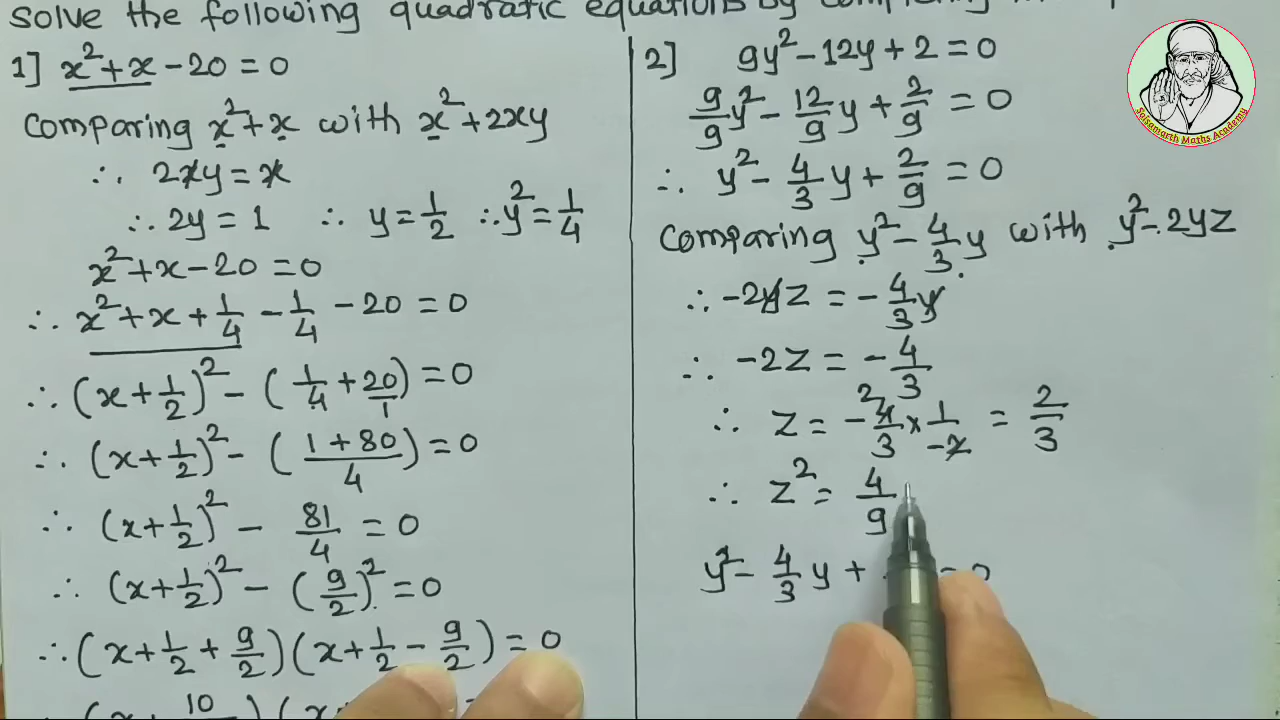 solve the following quadratic equations by completing
1] x² + x - 20 = 0
Comparing x² + x with x² + 2xy
∴ 2xy = x
∴ 2y = 1 ∴ y = 1/2 ∴ y² = 1/4
x² + x - 20 = 0
∴ x² + x + 1/4 - 1/4 - 20 = 0
∴ (x + 1/2)² - (1/4 + 20/1) = 0
∴ (x + 1/2)² - (1 + 80/4) = 0
∴ (x + 1/2)² - 81/4 = 0
∴ (x + 1/2)² - (9/2)² = 0
∴ (x + 1/2 + 9/2)(x + 1/2 - 9/2) = 0
∴ (x + 10
2] 9y² - 12y + 2 = 0
9/9 y² - 12/9 y + 2/9 = 0
∴ y² - 4/3 y + 2/9 = 0
Comparing y² - 4/3 y with y² - 2yz
∴ -2yz = -4/3 y
∴ -2z = -4/3
∴ z = -4/3 × 1/-2 = 2/3
∴ z² = 4/9
y² - 4/3 y + = 0
Saisamarth Maths Academy